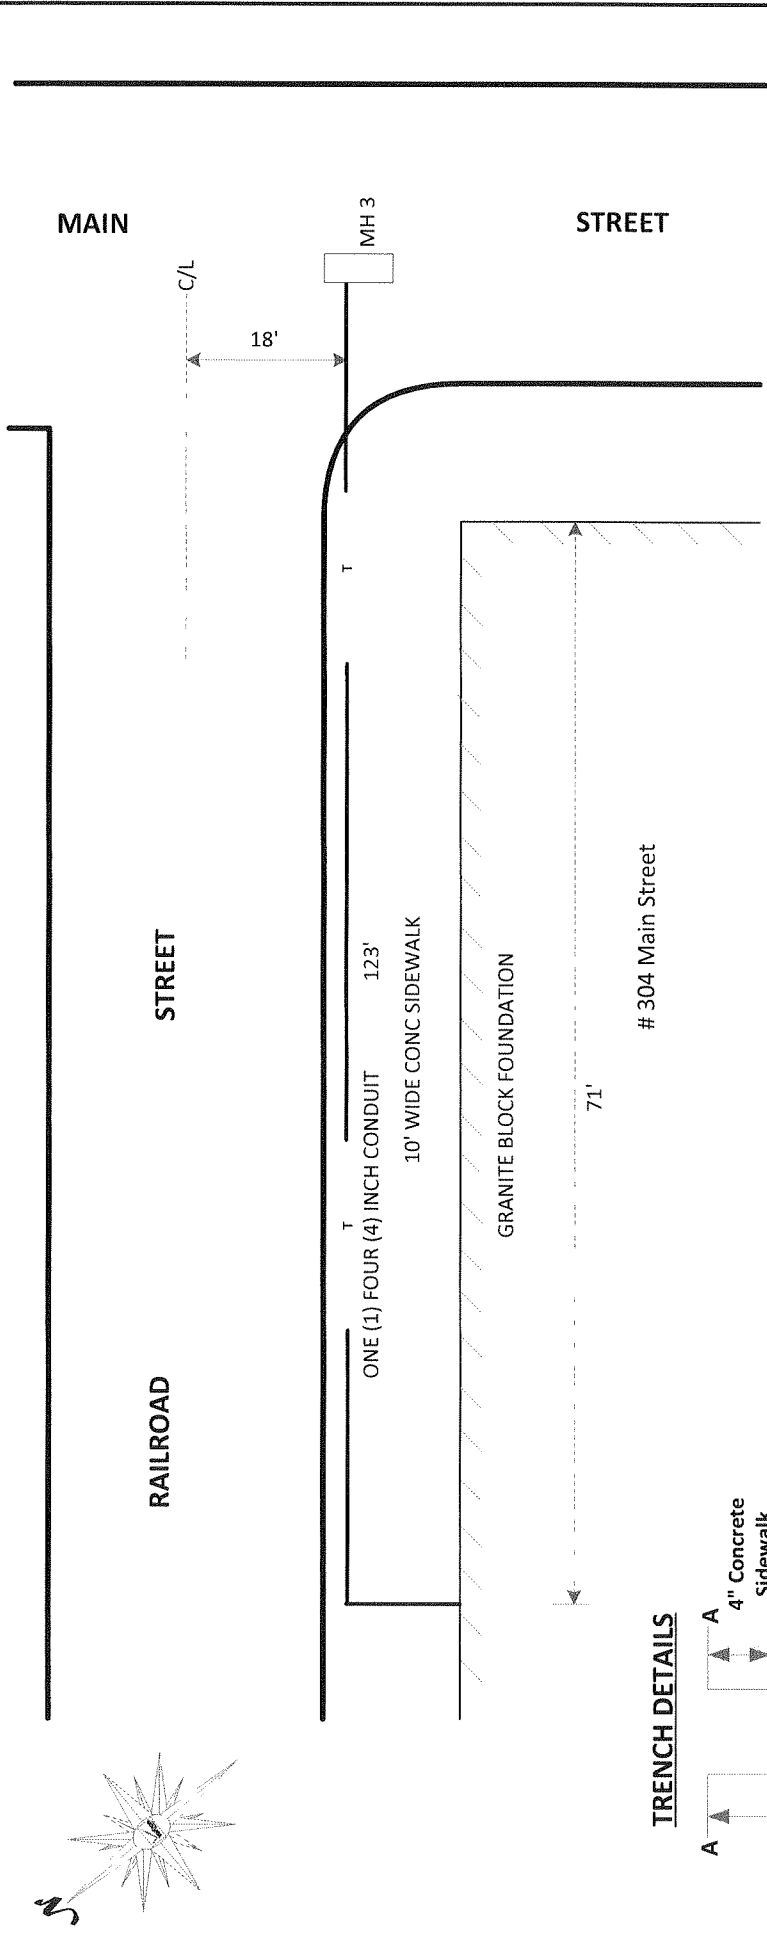 MAIN STREET
C/L
MH 3
18'
T
STREET
123'
10' WIDE CONC SIDEWALK
GRANITE BLOCK FOUNDATION
# 304 Main Street
71'
T
ONE (1) FOUR (4) INCH CONDUIT
RAILROAD
TRENCH DETAILS
A
4" Concrete
Sidewalk
A
N